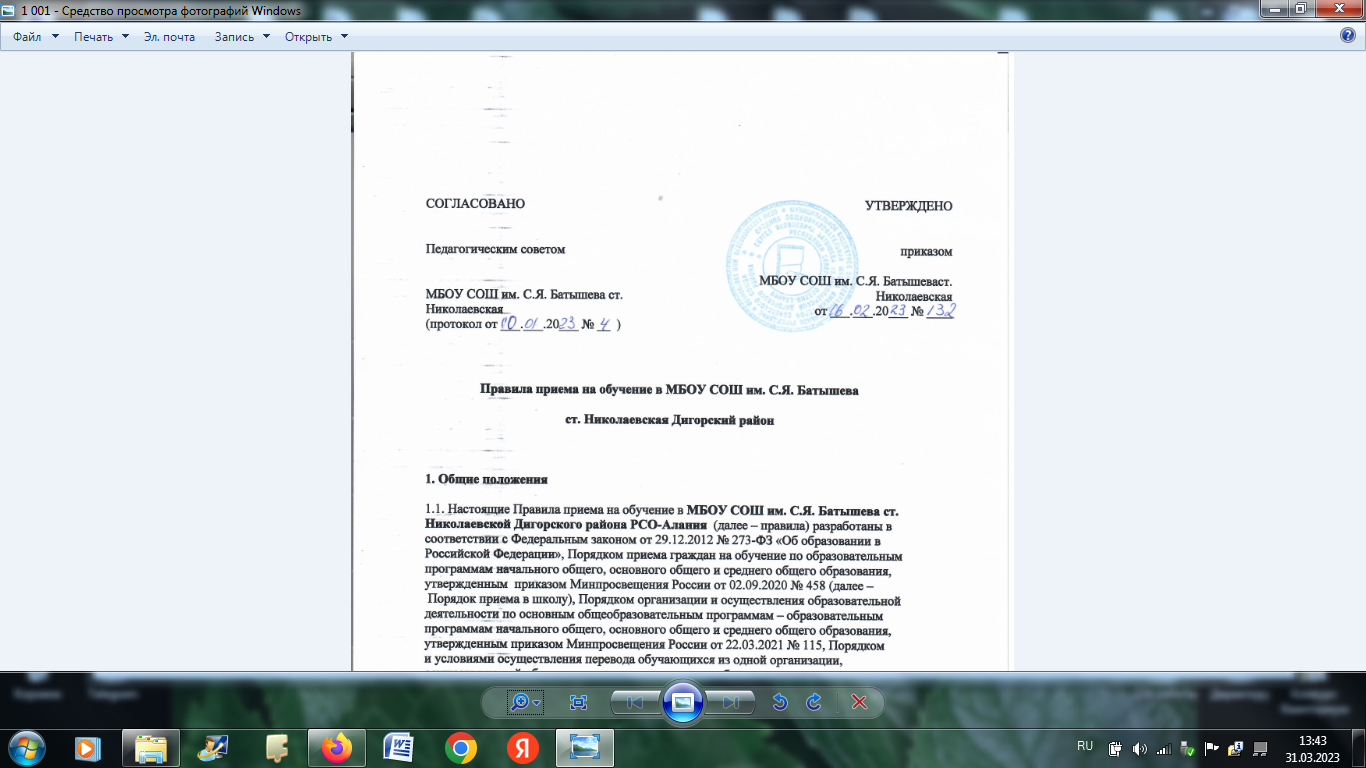 1 001 - Средство просмотра фотографий Windows
Файл Печать Эл. почта Запись Открыть
СОГЛАСОВАНО
УТВЕРЖДЕНО
Педагогическим советом
приказом
МБОУ СОШ им. С.Я. Батышева ст.
Николаевская
(протокол от 10.01.2023 № 4 )
МБОУ СОШ им. С.Я. Батышеваст.
Николаевская
от 06.02.2023 № 132
Правила приема на обучение в МБОУ СОШ им. С.Я. Батышева
ст. Николаевская Дигорский район
1. Общие положения
1.1. Настоящие Правила приема на обучение в МБОУ СОШ им. С.Я. Батышева ст.
Николаевской Дигорского района РСО-Алания (далее – правила) разработаны в
соответствии с Федеральным законом от 29.12.2012 № 273-ФЗ «Об образовании в
Российской Федерации», Порядком приема граждан на обучение по образовательным
программам начального общего, основного общего и среднего общего образования,
утвержденным приказом Минпросвещения России от 02.09.2020 № 458 (далее –
Порядок приема в школу), Порядком организации и осуществления образовательной
деятельности по основным общеобразовательным программам – образовательным
программам начального общего, основного общего и среднего общего образования,
утвержденным приказом Минпросвещения России от 22.03.2021 № 115, Порядком
и условиями осуществления перевода обучающихся из одной организации,
RU
13:43
31.03.2023